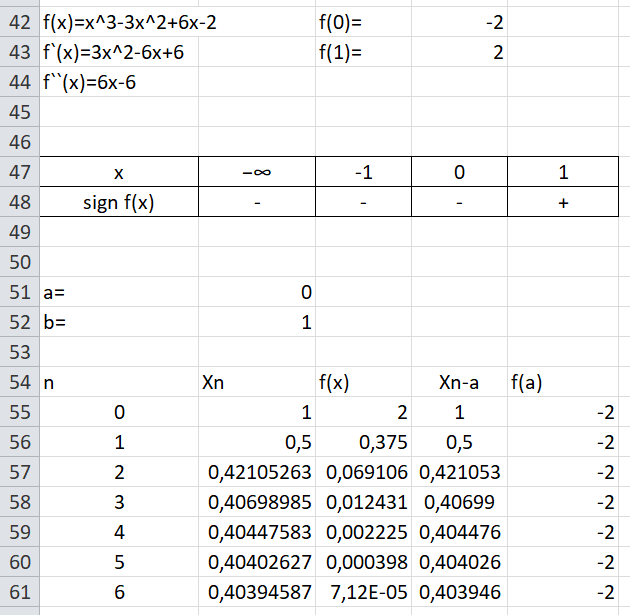 42 f(x)=x^3-3x^2+6x-2 f(0)= -2
43 f`(x)=3x^2-6x+6 f(1)= 2
44 f``(x)=6x-6
45
46
47 x −∞ -1 0 1
48 sign f(x) - - - +
49
50
51 a= 0
52 b= 1
53
54 n Xn f(x) Xn-a f(a)
55 0 1 2 1 -2
56 1 0,5 0,375 0,5 -2
57 2 0,42105263 0,069106 0,421053 -2
58 3 0,40698985 0,012431 0,40699 -2
59 4 0,40447583 0,002225 0,404476 -2
60 5 0,40402627 0,000398 0,404026 -2
61 6 0,40394587 7,12E-05 0,403946 -2